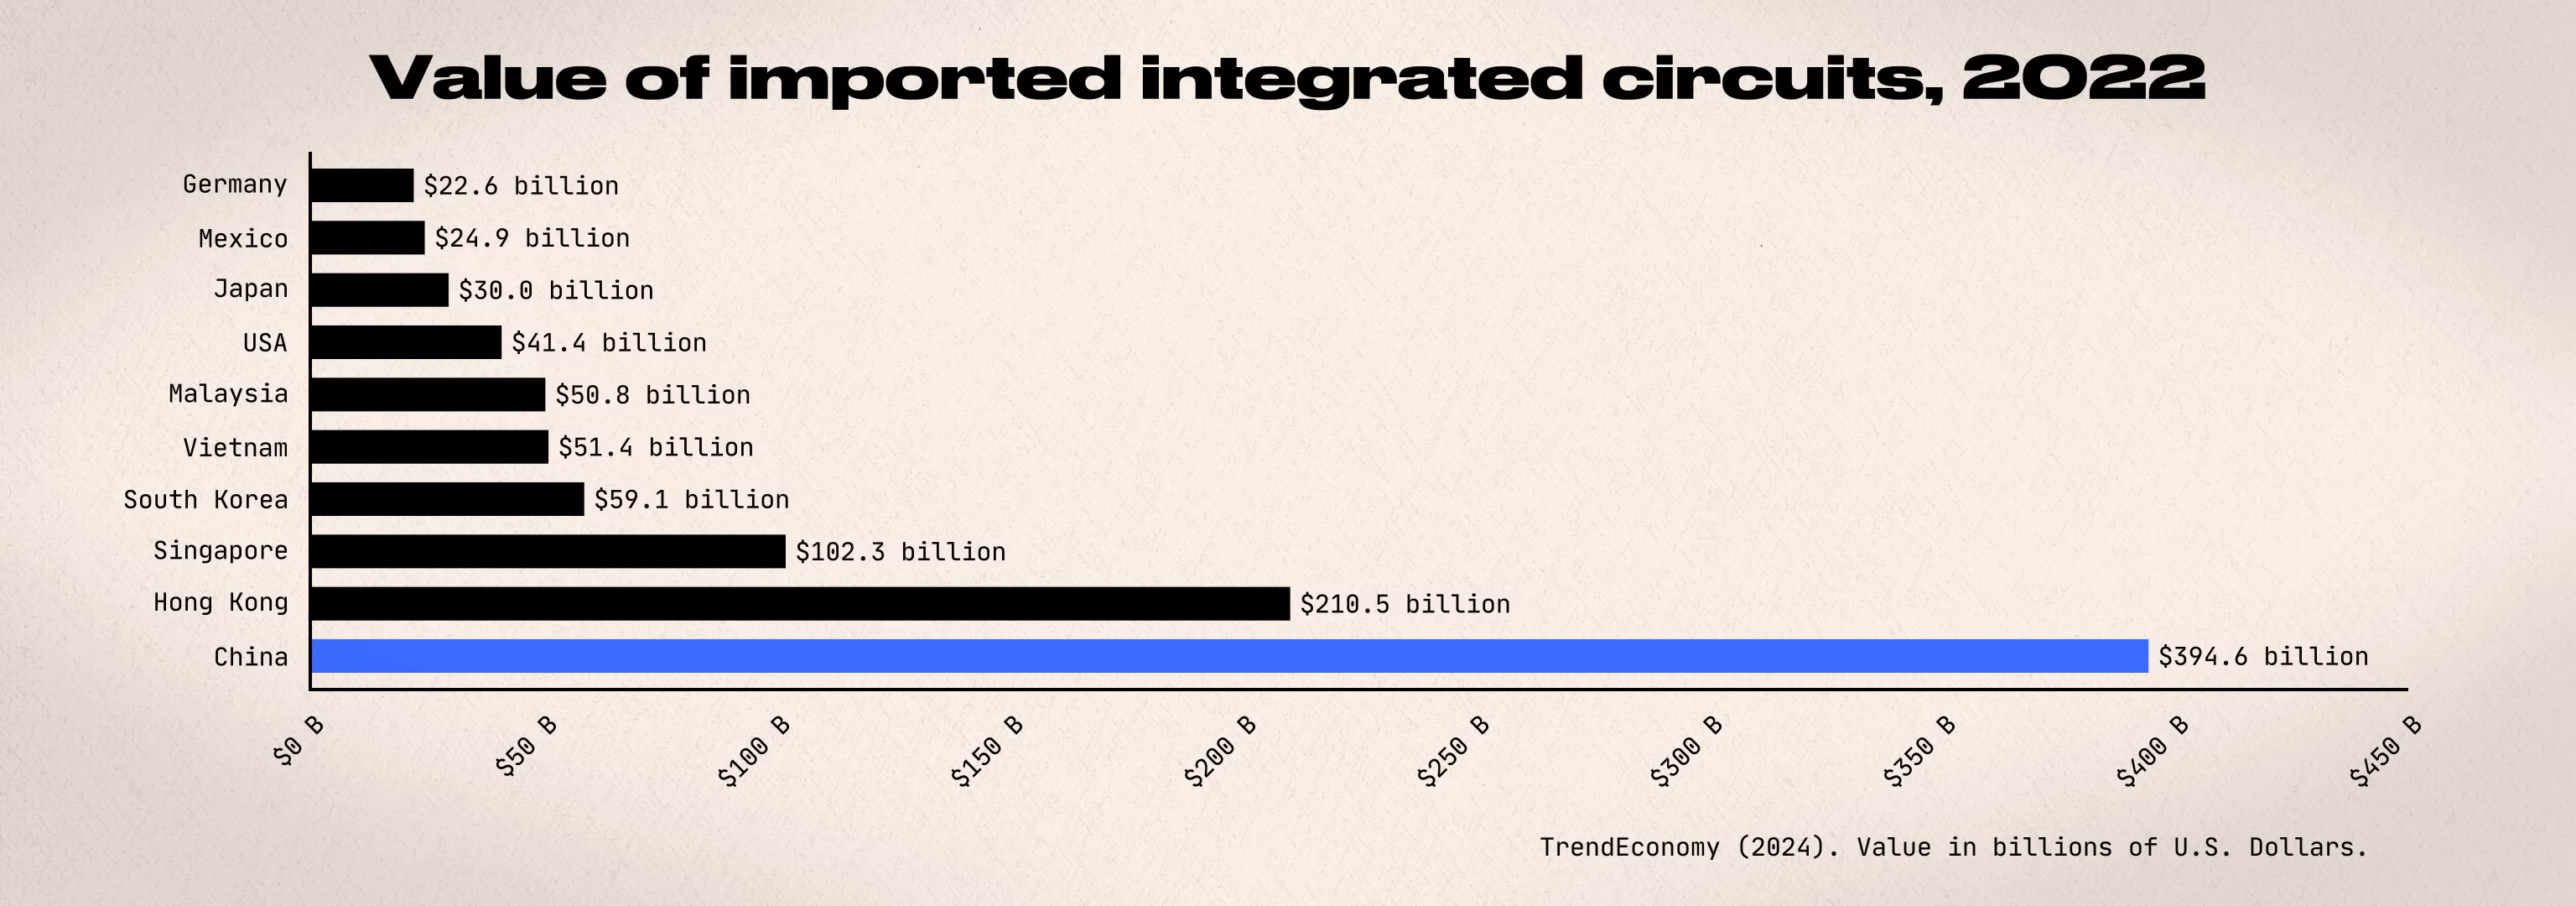 Value of imported integrated circuits, 2022
Germany $22.6 billion
Mexico $24.9 billion
Japan $30.0 billion
USA $41.4 billion
Malaysia $50.8 billion
Vietnam $51.4 billion
South Korea $59.1 billion
Singapore $102.3 billion
Hong Kong $210.5 billion
China $394.6 billion
$0 B $50 B $100 B $150 B $200 B $250 B $300 B $350 B $400 B $450 B
TrendEconomy (2024). Value in billions of U.S. Dollars.